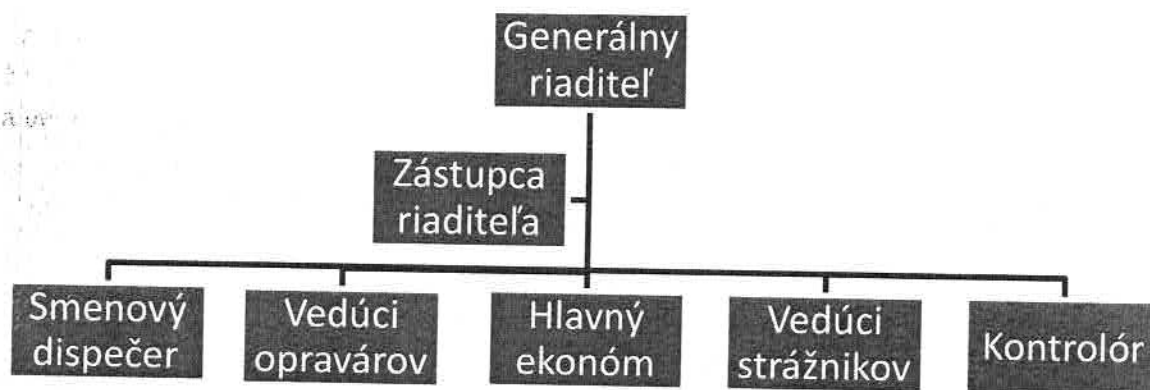 Generálny
riaditeľ
Zástupca
riaditeľa
Smenový
dispečer
Vedúci
opravárov
Hlavný
ekonóm
Vedúci
strážnikov
Kontrolór